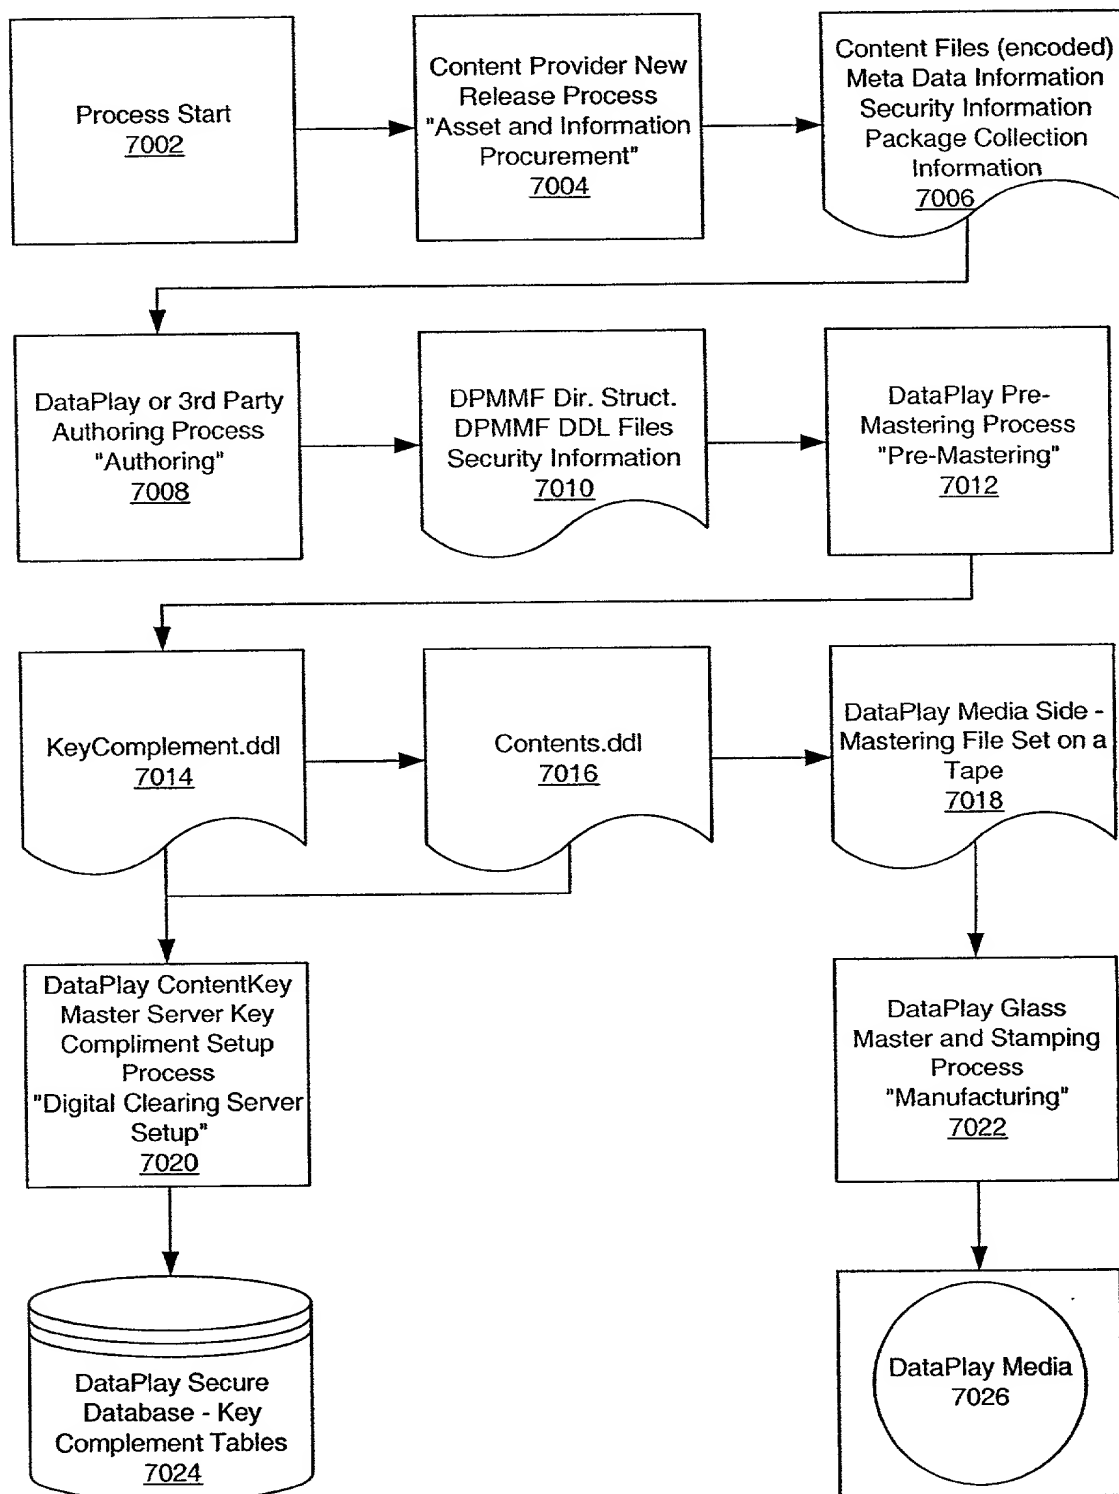 Process Start
7002
Content Provider New
Release Process
"Asset and Information
Procurement"
7004
Content Files (encoded)
Meta Data Information
Security Information
Package Collection
Information
7006
DataPlay or 3rd Party
Authoring Process
"Authoring"
7008
DPMMF Dir. Struct.
DPMMF DDL Files
Security Information
7010
DataPlay Pre-
Mastering Process
"Pre-Mastering"
7012
KeyComplement.ddl
7014
Contents.ddl
7016
DataPlay Media Side -
Mastering File Set on a
Tape
7018
DataPlay ContentKey
Master Server Key
Compliment Setup
Process
"Digital Clearing Server
Setup"
7020
DataPlay Glass
Master and Stamping
Process
"Manufacturing"
7022
DataPlay Secure
Database - Key
Complement Tables
7024
DataPlay Media
7026